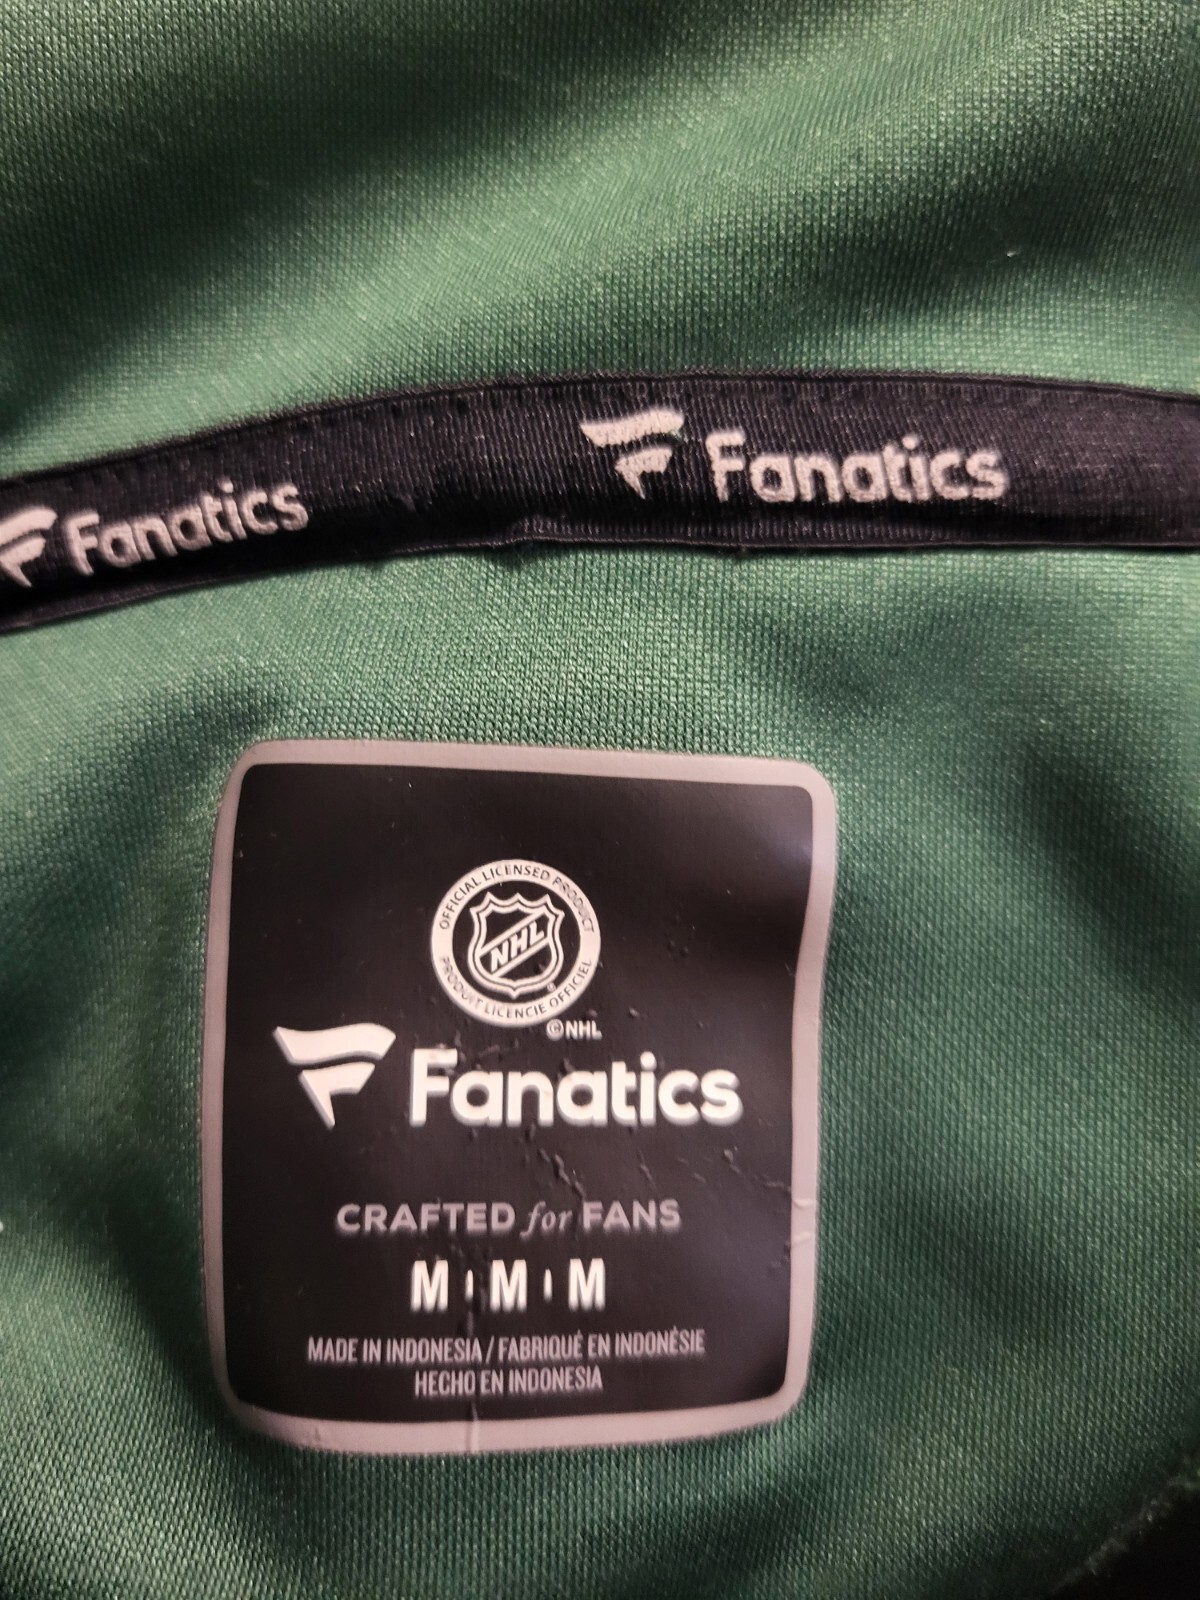 Fanatics
Fanatics
OFFICIAL LICENSED PRODUCT
NHL
PRODUIT LICENCIE OFFICIEL
©NHL
Fanatics
CRAFTED for FANS
M M M
MADE IN INDONESIA / FABRIQUÉ EN INDONÉSIE
HECHO EN INDONESIA